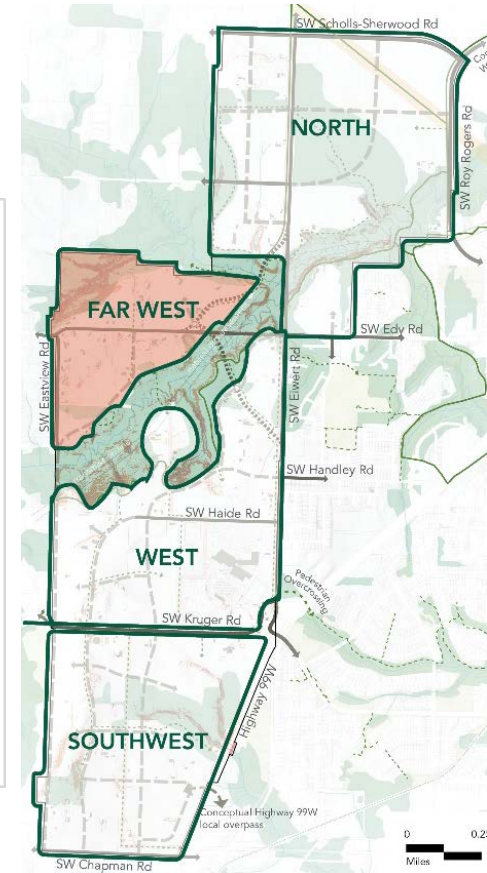 SW Scholls-Sherwood Rd
NORTH
SW Roy Rogers Rd
FAR WEST
SW Edy Rd
SW Eastview Rd
SW Elwert Rd
SW Handley Rd
SW Haide Rd
WEST
Pedestrian
Overcrossing
SW Kruger Rd
Highway 99W
SOUTHWEST
Conceptual Highway 99W
local overpass
SW Chapman Rd
0
Miles